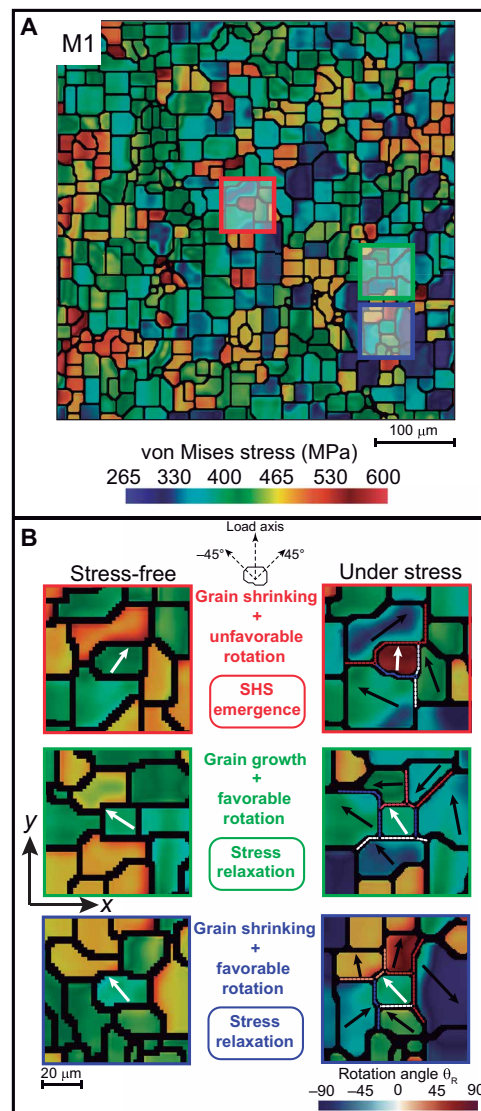 A
M1
100 μm
von Mises stress (MPa)
265 330 400 465 530 600
B
Load axis
–45° 45°
Stress-free
Under stress
Grain shrinking
+
unfavorable
rotation
SHS
emergence
Grain growth
+
favorable
rotation
Stress
relaxation
y
x
Grain shrinking
+
favorable
rotation
Stress
relaxation
20 μm
Rotation angle θR
–90 –45 0 45 90